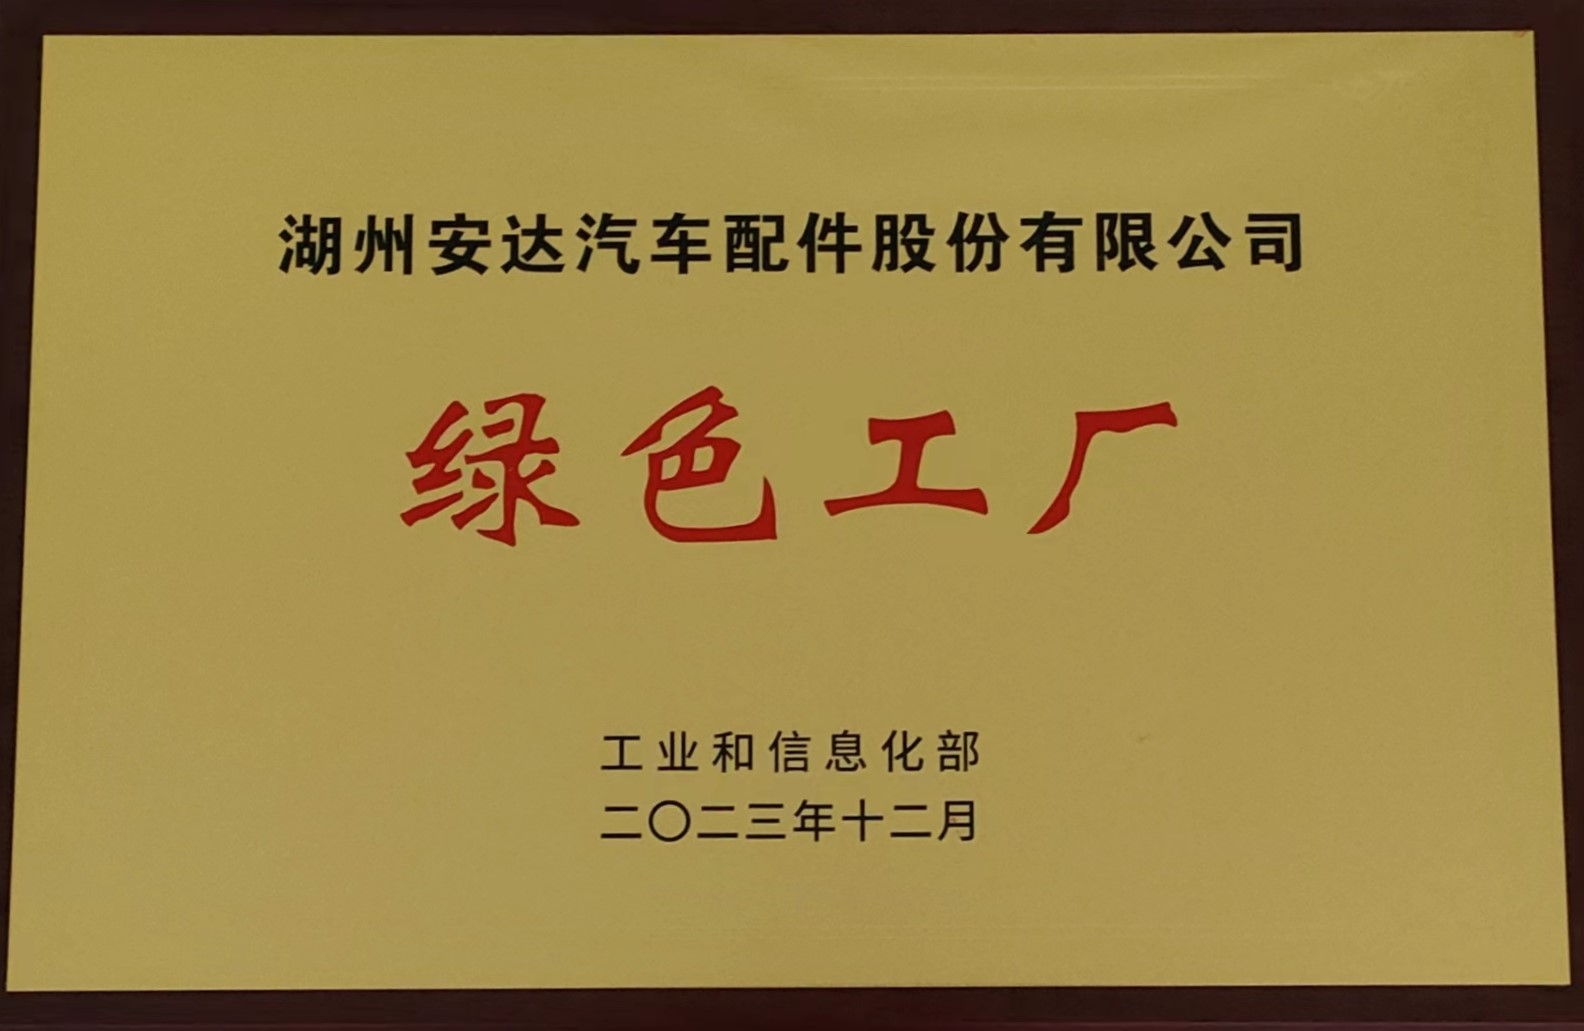 湖州安达汽车配件股份有限公司
绿色工厂
工业和信息化部
二〇二三年十二月